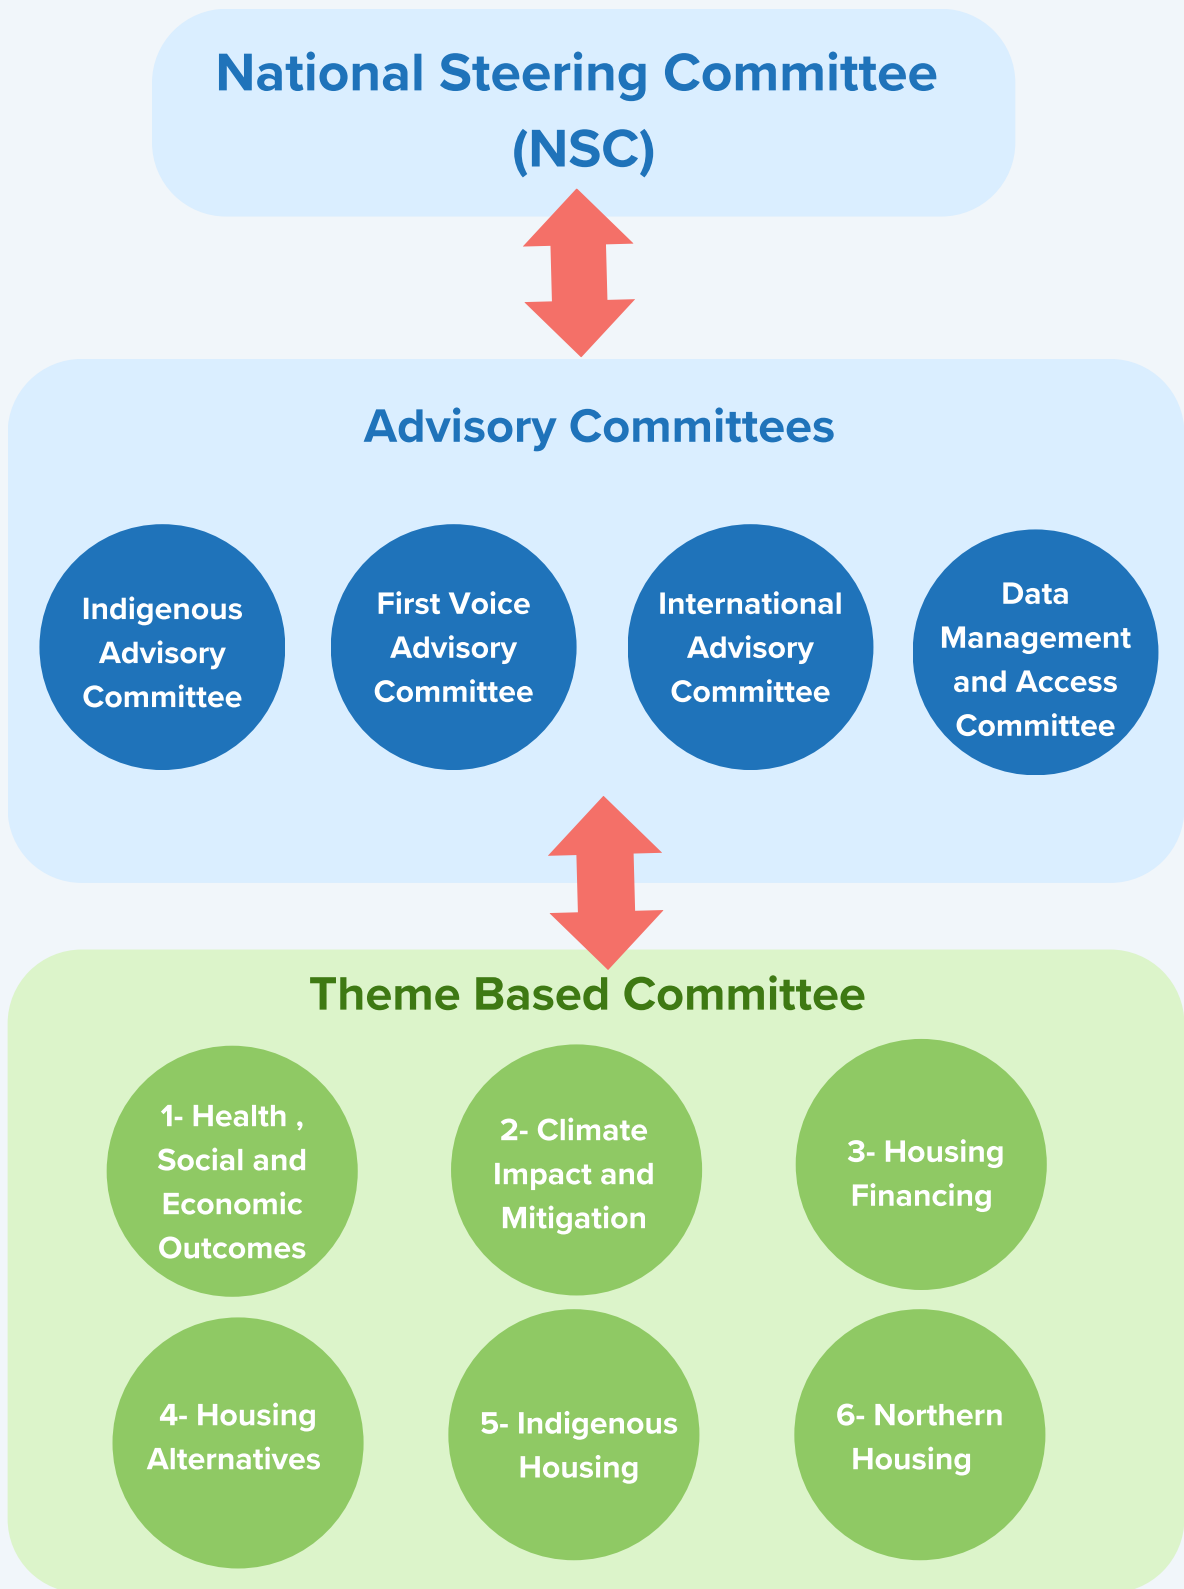 National Steering Committee
(NSC)
Advisory Committees
Indigenous
Advisory
Committee
First Voice
Advisory
Committee
International
Advisory
Committee
Data
Management
and Access
Committee
Theme Based Committee
1- Health ,
Social and
Economic
Outcomes
2- Climate
Impact and
Mitigation
3- Housing
Financing
4- Housing
Alternatives
5- Indigenous
Housing
6- Northern
Housing